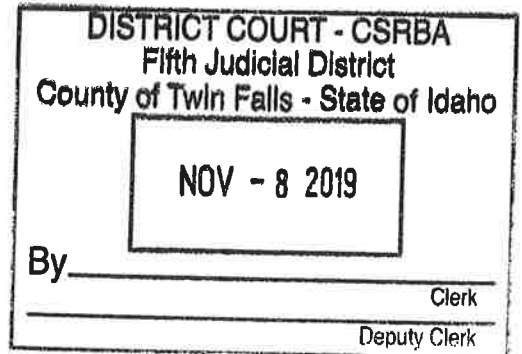 DISTRICT COURT - CSRBA
Fifth Judicial District
County of Twin Falls - State of Idaho
NOV - 8 2019
By
Clerk
Deputy Clerk